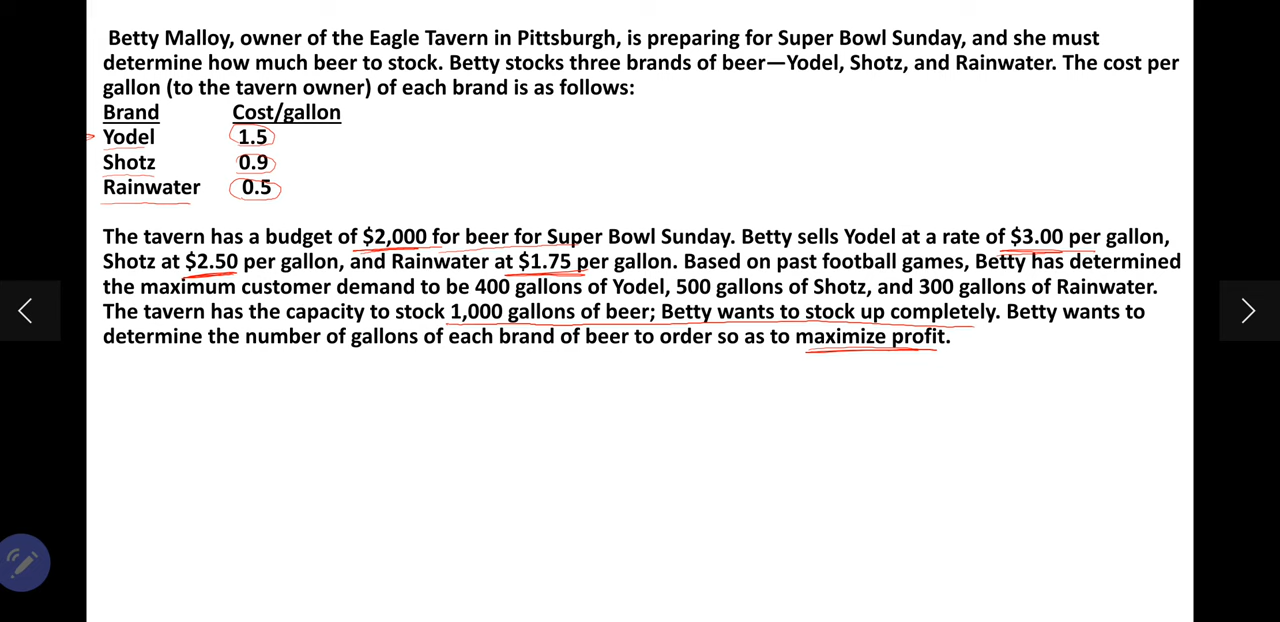 Betty Malloy, owner of the Eagle Tavern in Pittsburgh, is preparing for Super Bowl Sunday, and she must
determine how much beer to stock. Betty stocks three brands of beer—Yodel, Shotz, and Rainwater. The cost per
gallon (to the tavern owner) of each brand is as follows:
Brand Cost/gallon
Yodel 1.5
Shotz 0.9
Rainwater 0.5
The tavern has a budget of $2,000 for beer for Super Bowl Sunday. Betty sells Yodel at a rate of $3.00 per gallon,
Shotz at $2.50 per gallon, and Rainwater at $1.75 per gallon. Based on past football games, Betty has determined
the maximum customer demand to be 400 gallons of Yodel, 500 gallons of Shotz, and 300 gallons of Rainwater.
The tavern has the capacity to stock 1,000 gallons of beer; Betty wants to stock up completely. Betty wants to
determine the number of gallons of each brand of beer to order so as to maximize profit.